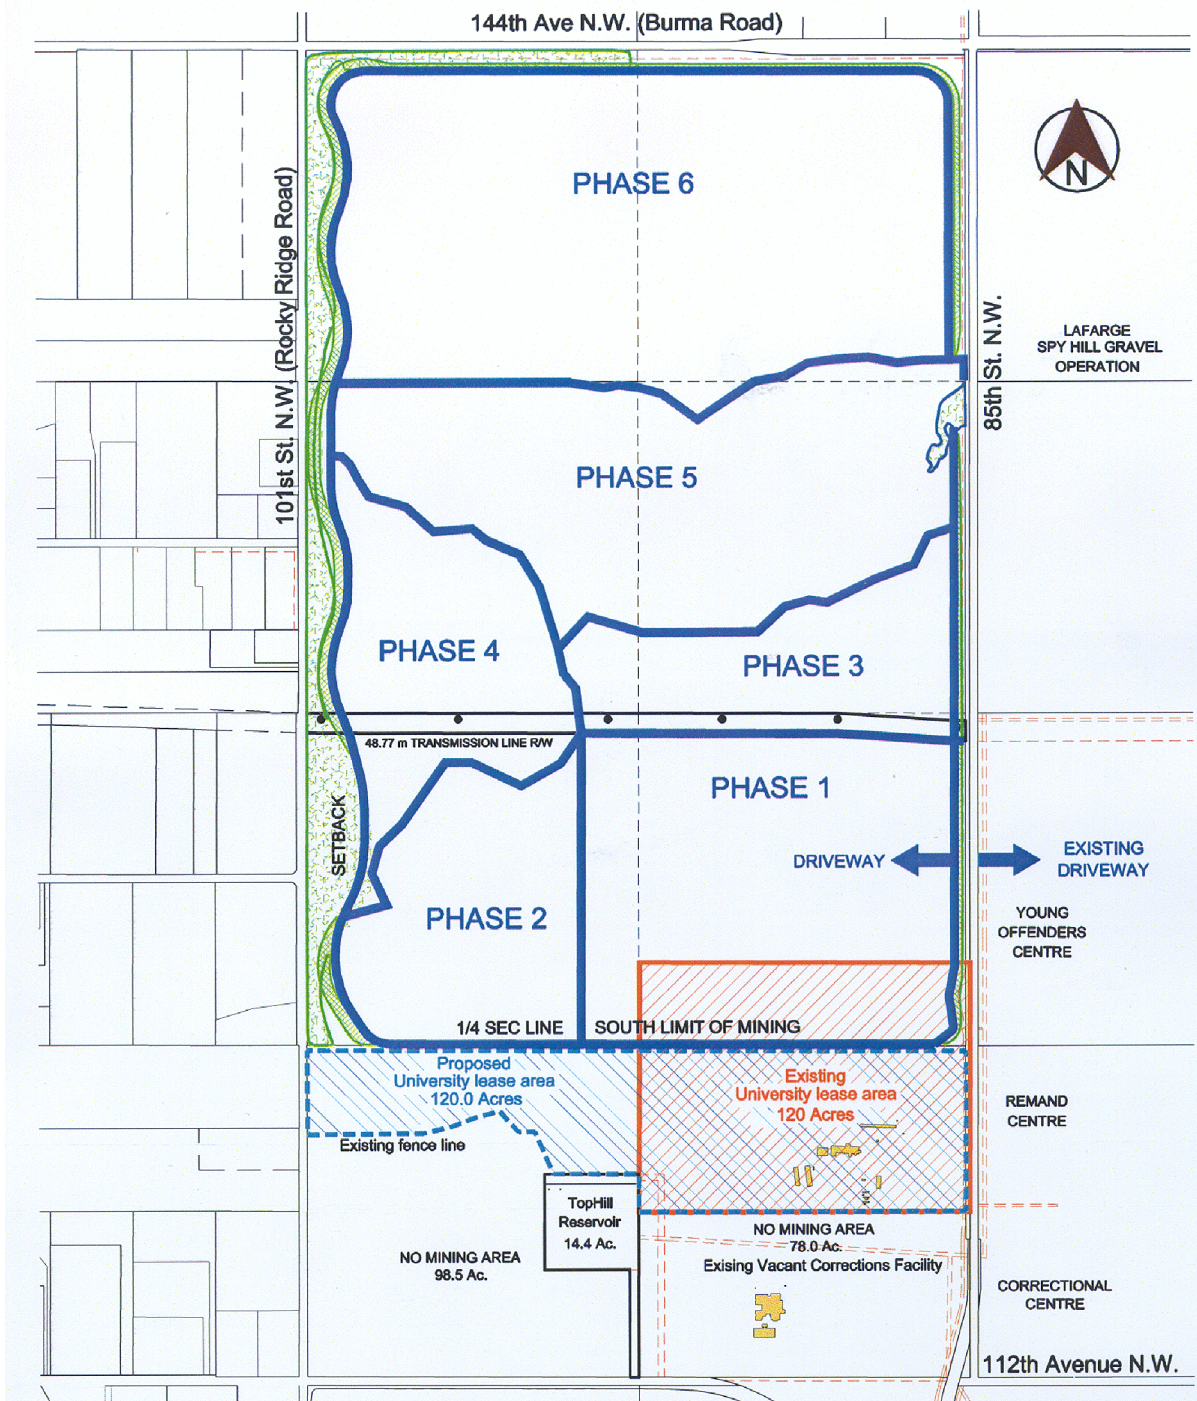 144th Ave N.W. (Burma Road)
PHASE 6
N
101st St. N.W. (Rocky Ridge Road)
85th St. N.W.
LAFARGE
SPY HILL GRAVEL
OPERATION
PHASE 5
PHASE 4
PHASE 3
48.77 m TRANSMISSION LINE R/W
PHASE 1
SETBACK
DRIVEWAY
EXISTING
DRIVEWAY
PHASE 2
YOUNG
OFFENDERS
CENTRE
1/4 SEC LINE
SOUTH LIMIT OF MINING
Proposed
University lease area
120.0 Acres
Existing
University lease area
120 Acres
REMAND
CENTRE
Existing fence line
TopHill
Reservoir
14.4 Ac.
NO MINING AREA
78.0 Ac.
Exising Vacant Corrections Facility
NO MINING AREA
98.5 Ac.
CORRECTIONAL
CENTRE
112th Avenue N.W.